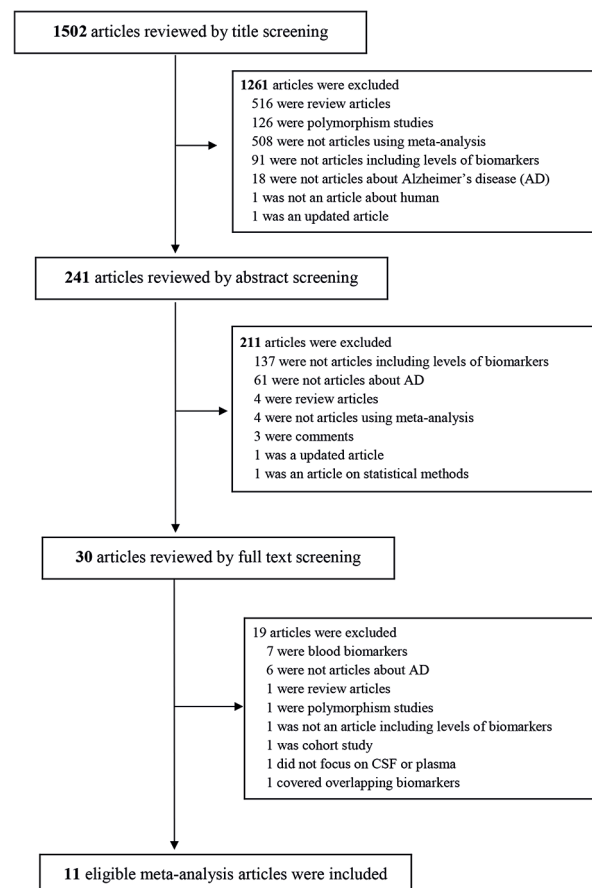 1502 articles reviewed by title screening
1261 articles were excluded
516 were review articles
126 were polymorphism studies
508 were not articles using meta-analysis
91 were not articles including levels of biomarkers
18 were not articles about Alzheimer's disease (AD)
1 was not an article about human
1 was an updated article
241 articles reviewed by abstract screening
211 articles were excluded
137 were not articles including levels of biomarkers
61 were not articles about AD
4 were review articles
4 were not articles using meta-analysis
3 were comments
1 was a updated article
1 was an article on statistical methods
30 articles reviewed by full text screening
19 articles were excluded
7 were blood biomarkers
6 were not articles about AD
1 were review articles
1 were polymorphism studies
1 was not an article including levels of biomarkers
1 was cohort study
1 did not focus on CSF or plasma
1 covered overlapping biomarkers
11 eligible meta-analysis articles were included